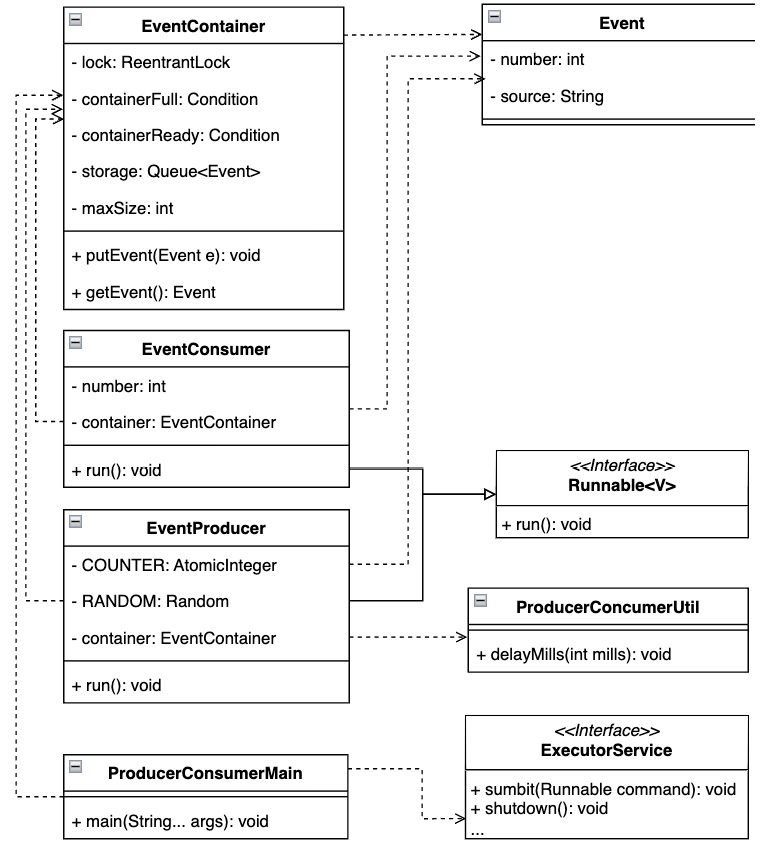 EventContainer
- lock: ReentrantLock
- containerFull: Condition
- containerReady: Condition
- storage: Queue<Event>
- maxSize: int
+ putEvent(Event e): void
+ getEvent(): Event
Event
- number: int
- source: String
EventConsumer
- number: int
- container: EventContainer
+ run(): void
<<Interface>>
Runnable<V>
+ run(): void
EventProducer
- COUNTER: AtomicInteger
- RANDOM: Random
- container: EventContainer
+ run(): void
ProducerConcumerUtil
+ delayMills(int mills): void
ProducerConsumerMain
+ main(String... args): void
<<Interface>>
ExecutorService
+ sumbit(Runnable command): void
+ shutdown(): void
...